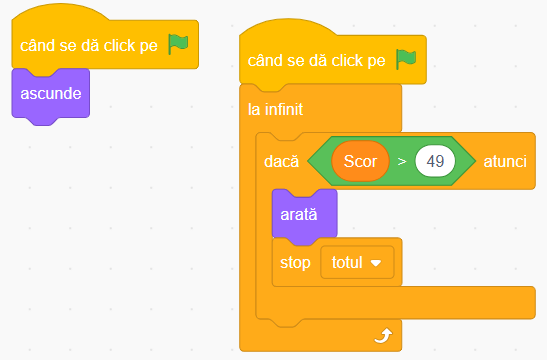 când se dă click pe
ascunde
când se dă click pe
la infinit
dacă Scor > 49 atunci
arată
stop totul